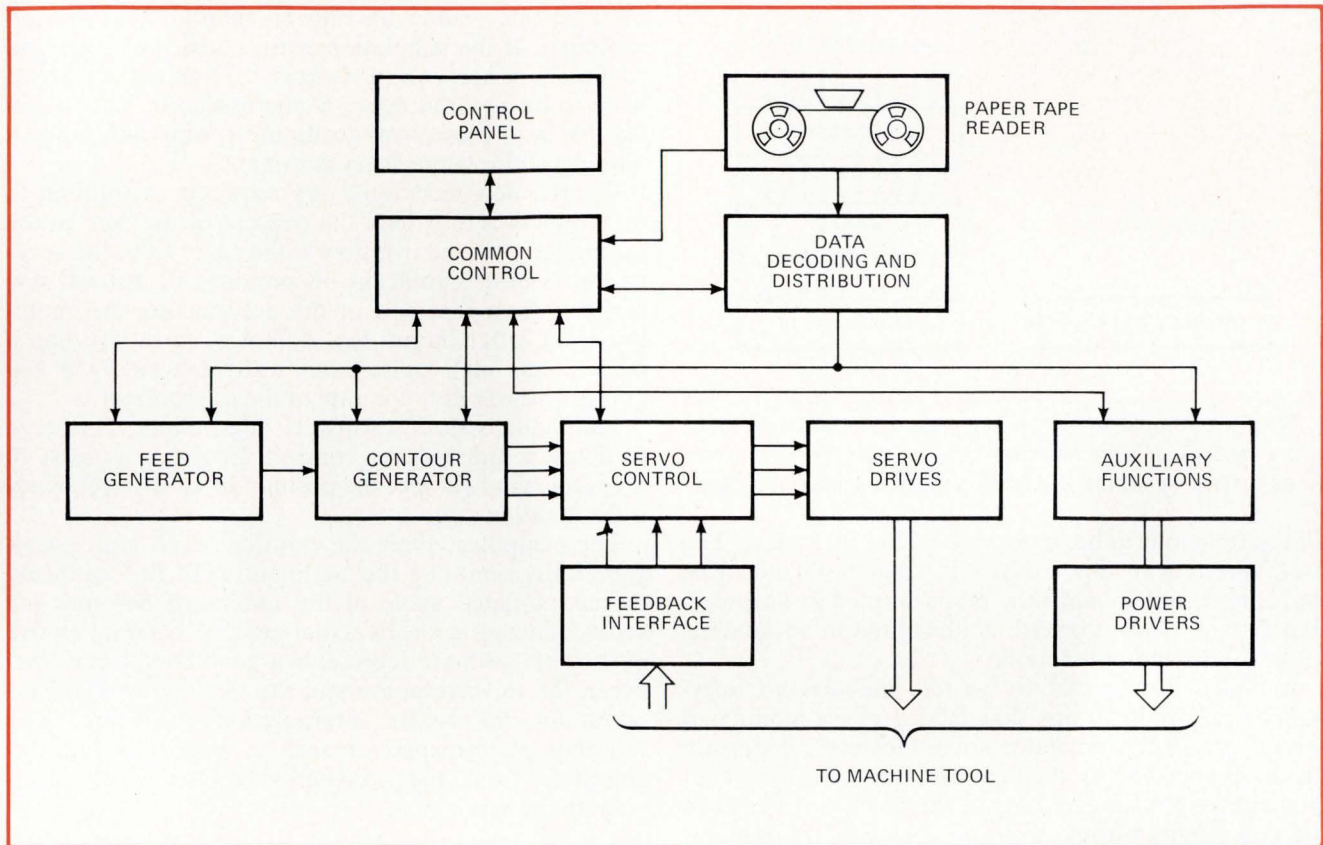 CONTROL
PANEL
PAPER TAPE
READER
COMMON
CONTROL
DATA
DECODING AND
DISTRIBUTION
FEED
GENERATOR
CONTOUR
GENERATOR
SERVO
CONTROL
SERVO
DRIVES
AUXILIARY
FUNCTIONS
FEEDBACK
INTERFACE
POWER
DRIVERS
TO MACHINE TOOL